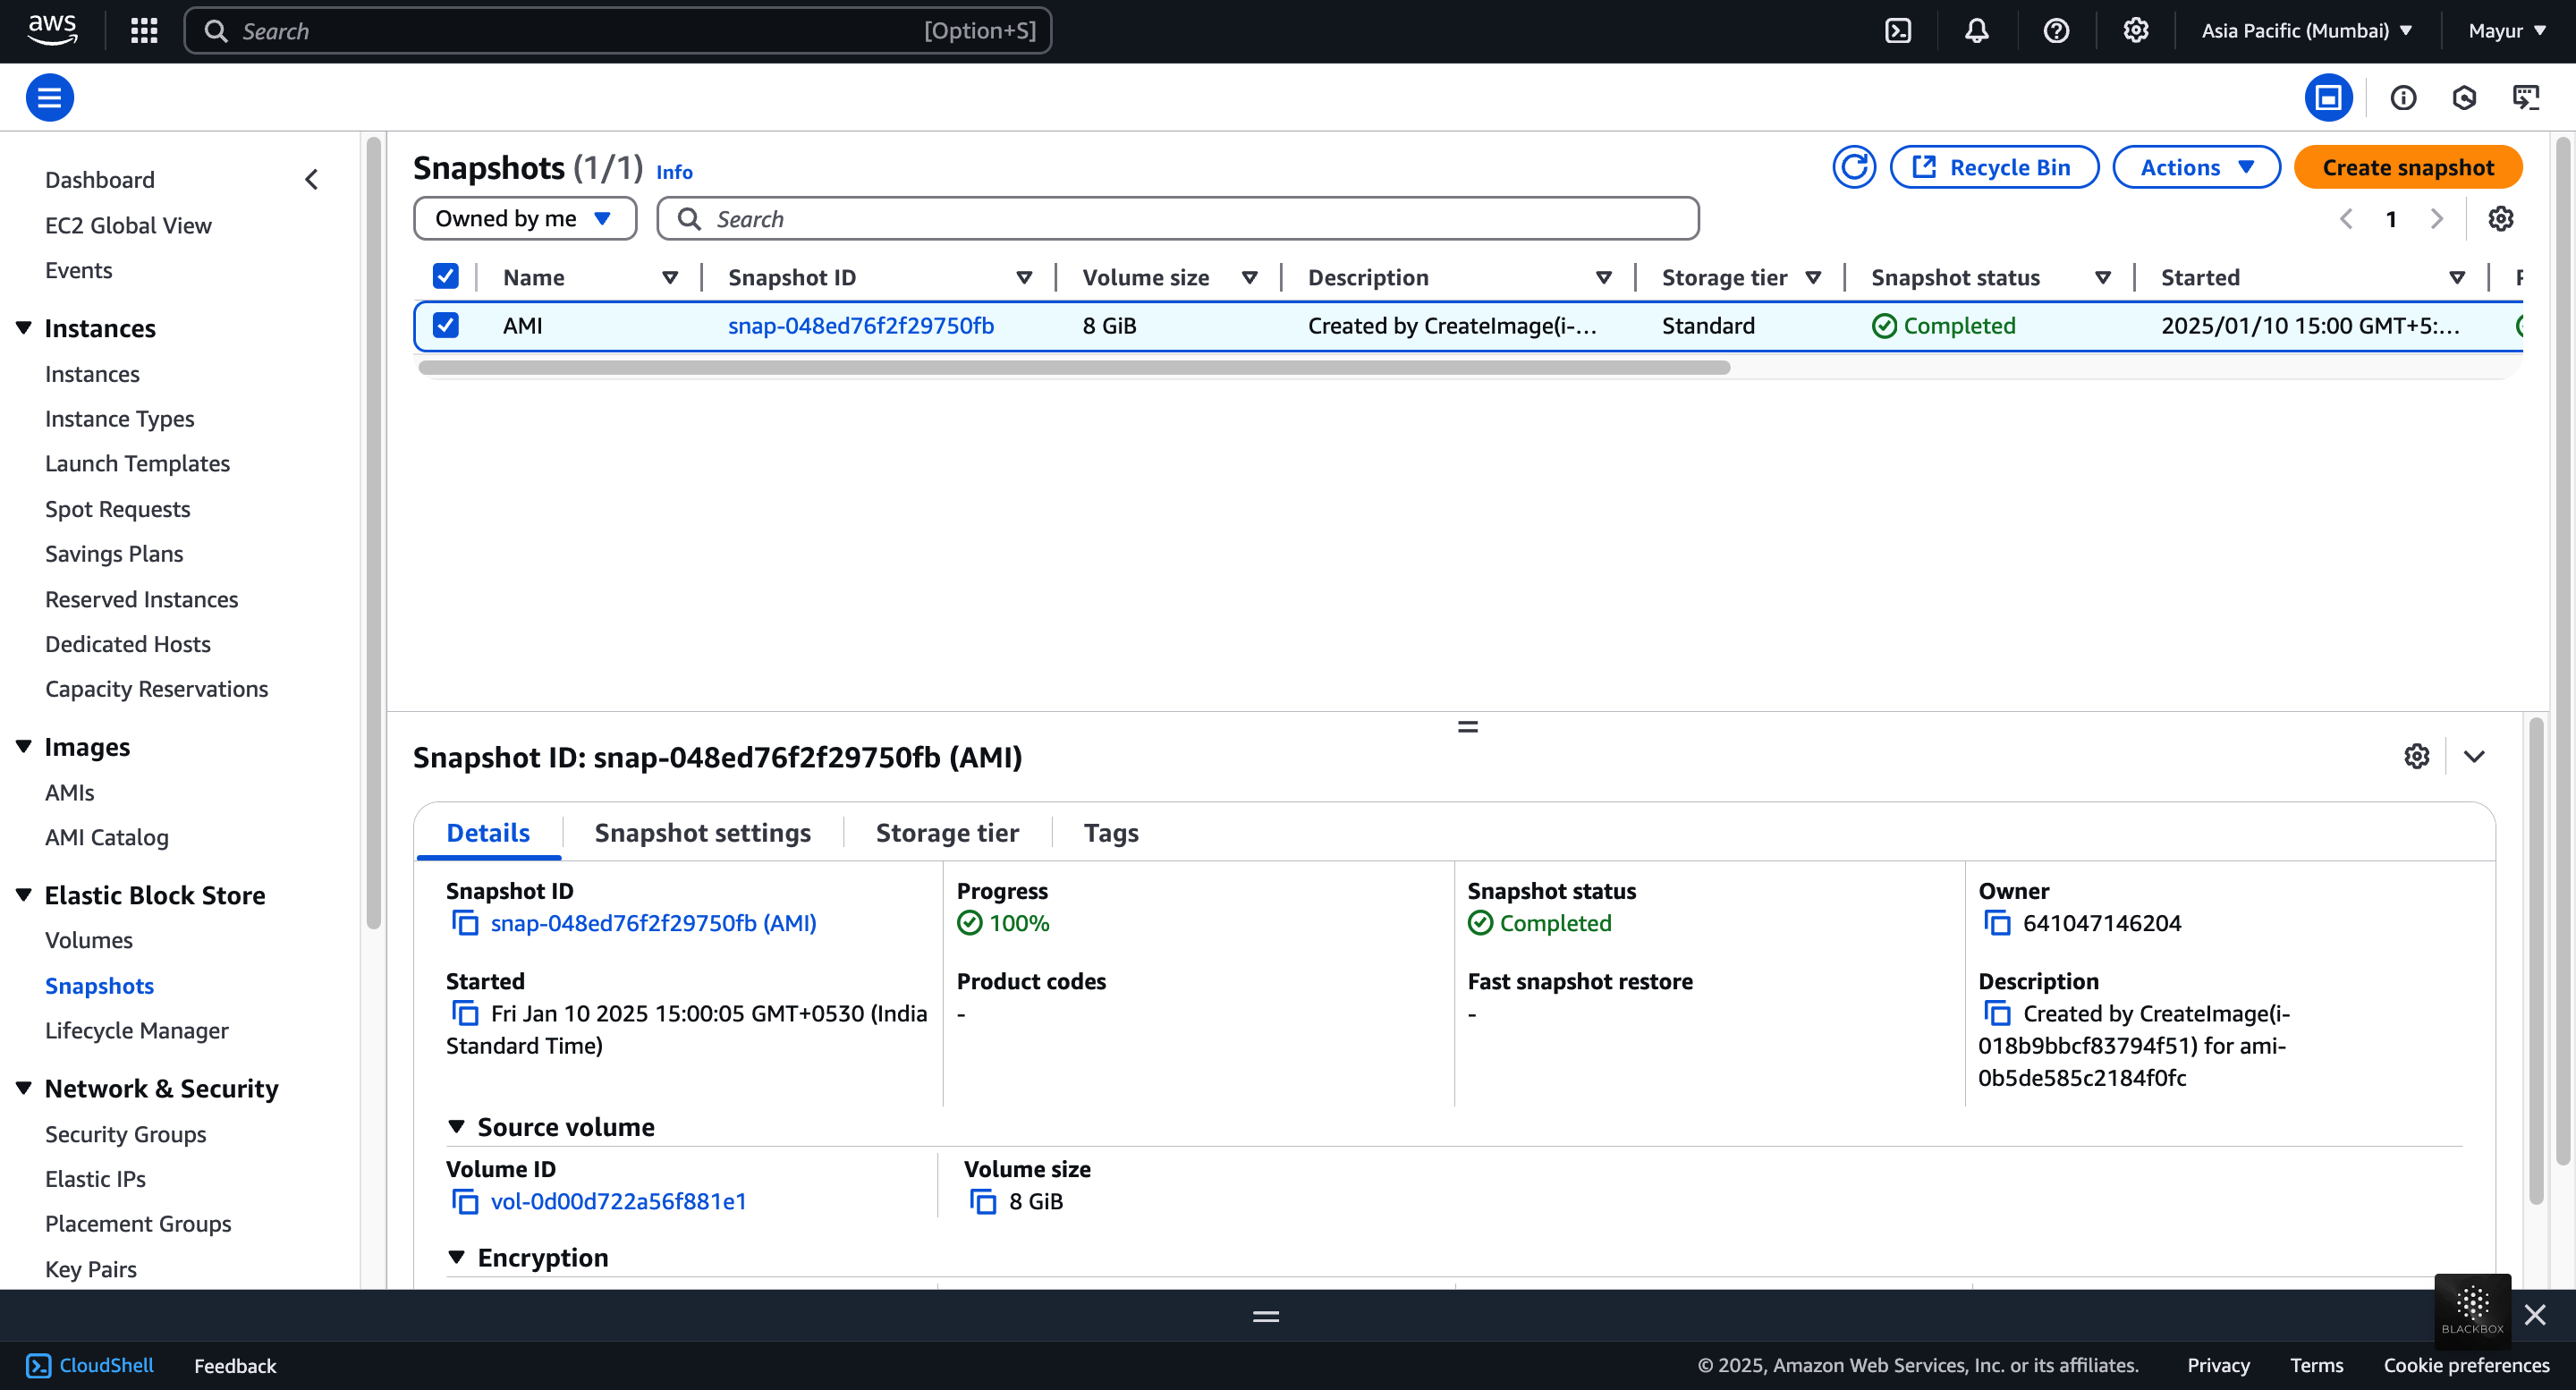 aws
Search
[Option+S]
Asia Pacific (Mumbai)
Mayur
Dashboard
EC2 Global View
Events
Instances
Instances
Instance Types
Launch Templates
Spot Requests
Savings Plans
Reserved Instances
Dedicated Hosts
Capacity Reservations
Images
AMIs
AMI Catalog
Elastic Block Store
Volumes
Snapshots
Lifecycle Manager
Network & Security
Security Groups
Elastic IPs
Placement Groups
Key Pairs
Snapshots (1/1) Info
Recycle Bin
Actions
Create snapshot
Owned by me
Search
1
Name Snapshot ID Volume size Description Storage tier Snapshot status Started
AMI snap-048ed76f2f29750fb 8 GiB Created by CreateImage(i-... Standard Completed 2025/01/10 15:00 GMT+5:...
Snapshot ID: snap-048ed76f2f29750fb (AMI)
Details Snapshot settings Storage tier Tags
Snapshot ID
snap-048ed76f2f29750fb (AMI)
Progress
100%
Snapshot status
Completed
Owner
641047146204
Started
Fri Jan 10 2025 15:00:05 GMT+0530 (India
Standard Time)
Product codes
-
Fast snapshot restore
-
Description
Created by CreateImage(i-
018b9bbcf83794f51) for ami-
0b5de585c2184f0fc
Source volume
Volume ID
vol-0d00d722a56f881e1
Volume size
8 GiB
Encryption
BLACKBOX
CloudShell
Feedback
© 2025, Amazon Web Services, Inc. or its affiliates.
Privacy
Terms
Cookie preferences